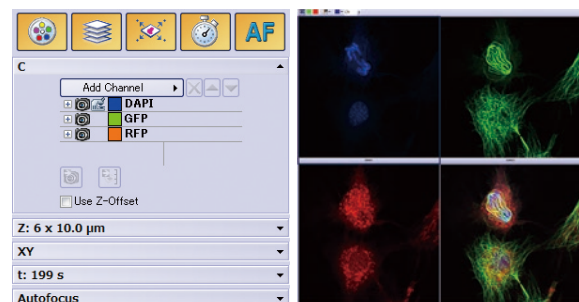 AF
C
Add Channel
DAPI
GFP
RFP
Use Z-Offset
Z: 6 x 10.0 µm
XY
t: 199 s
Autofocus